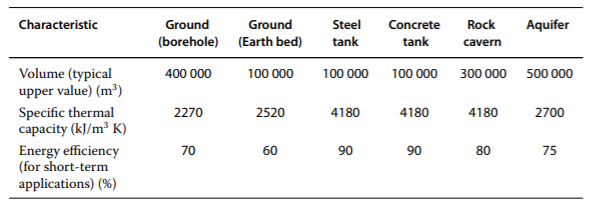 Characteristic Ground Ground Steel Concrete Rock Aquifer
(borehole) (Earth bed) tank tank cavern
Volume (typical 400 000 100 000 100 000 100 000 300 000 500 000
upper value) (m³)
Specific thermal 2270 2520 4180 4180 4180 2700
capacity (kJ/m³ K)
Energy efficiency 70 60 90 90 80 75
(for short-term
applications) (%)